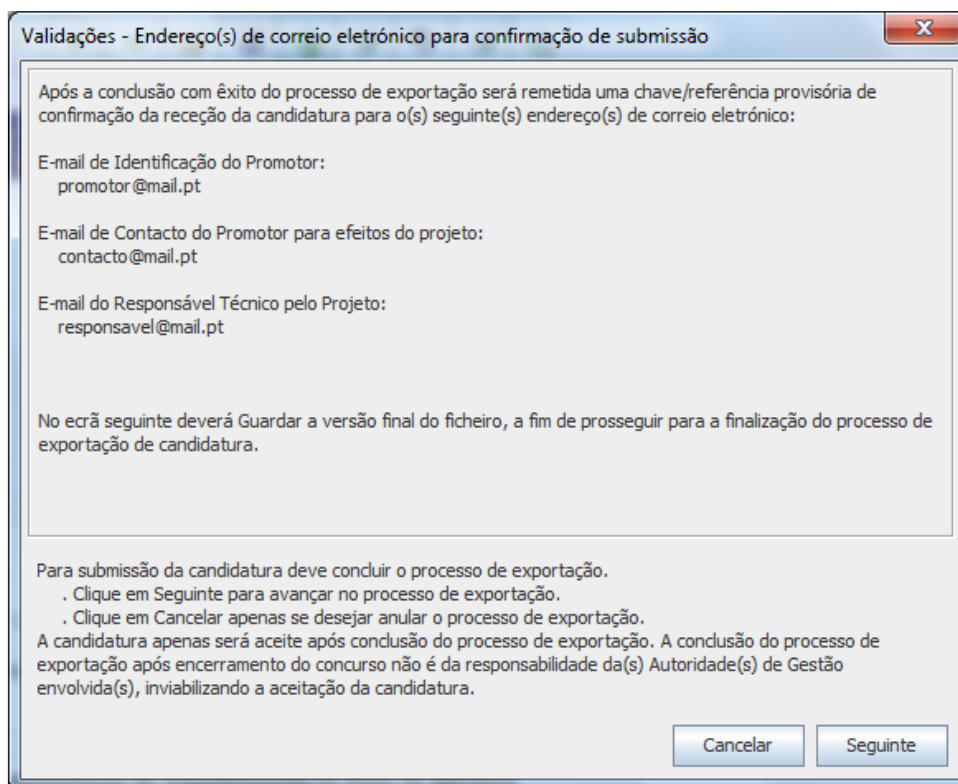 Validações - Endereço(s) de correio eletrónico para confirmação de submissão
Após a conclusão com êxito do processo de exportação será remetida uma chave/referência provisória de
confirmação da receção da candidatura para o(s) seguinte(s) endereço(s) de correio eletrónico:
E-mail de Identificação do Promotor:
promotor@mail.pt
E-mail de Contacto do Promotor para efeitos do projeto:
contacto@mail.pt
E-mail do Responsável Técnico pelo Projeto:
responsavel@mail.pt
No ecrã seguinte deverá Guardar a versão final do ficheiro, a fim de prosseguir para a finalização do processo de
exportação de candidatura.
Para submissão da candidatura deve concluir o processo de exportação.
. Clique em Seguinte para avançar no processo de exportação.
. Clique em Cancelar apenas se desejar anular o processo de exportação.
A candidatura apenas será aceite após conclusão do processo de exportação. A conclusão do processo de
exportação após encerramento do concurso não é da responsabilidade da(s) Autoridade(s) de Gestão
envolvida(s), inviabilizando a aceitação da candidatura.
Cancelar Seguinte